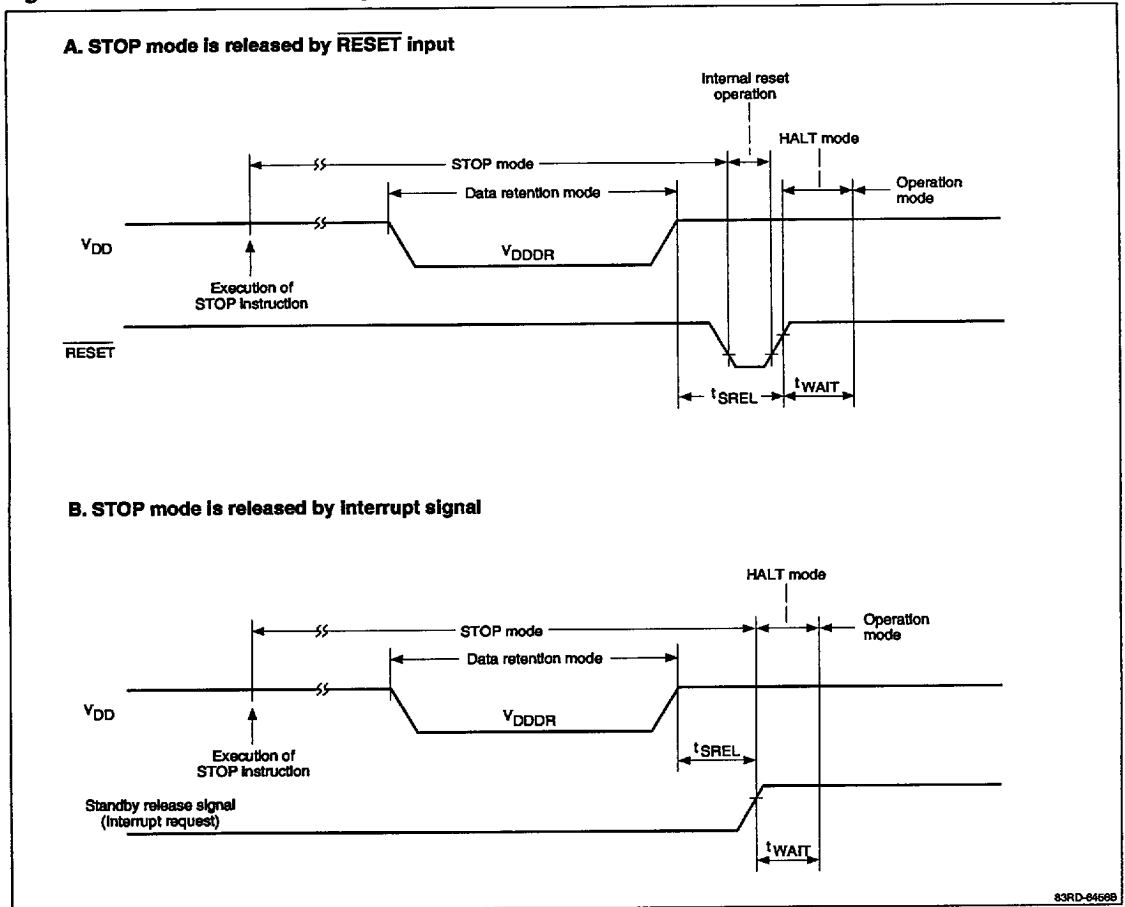 A. STOP mode is released by RESET input
Internal reset
operation
HALT mode
STOP mode
Data retention mode
Operation
mode
VDD
VDDDR
Execution of
STOP Instruction
RESET
tSREL
tWAIT
B. STOP mode is released by Interrupt signal
HALT mode
STOP mode
Operation
mode
Data retention mode
VDD
VDDDR
tSREL
Execution of
STOP Instruction
Standby release signal
(Interrupt request)
tWAIT
83RD-6456B